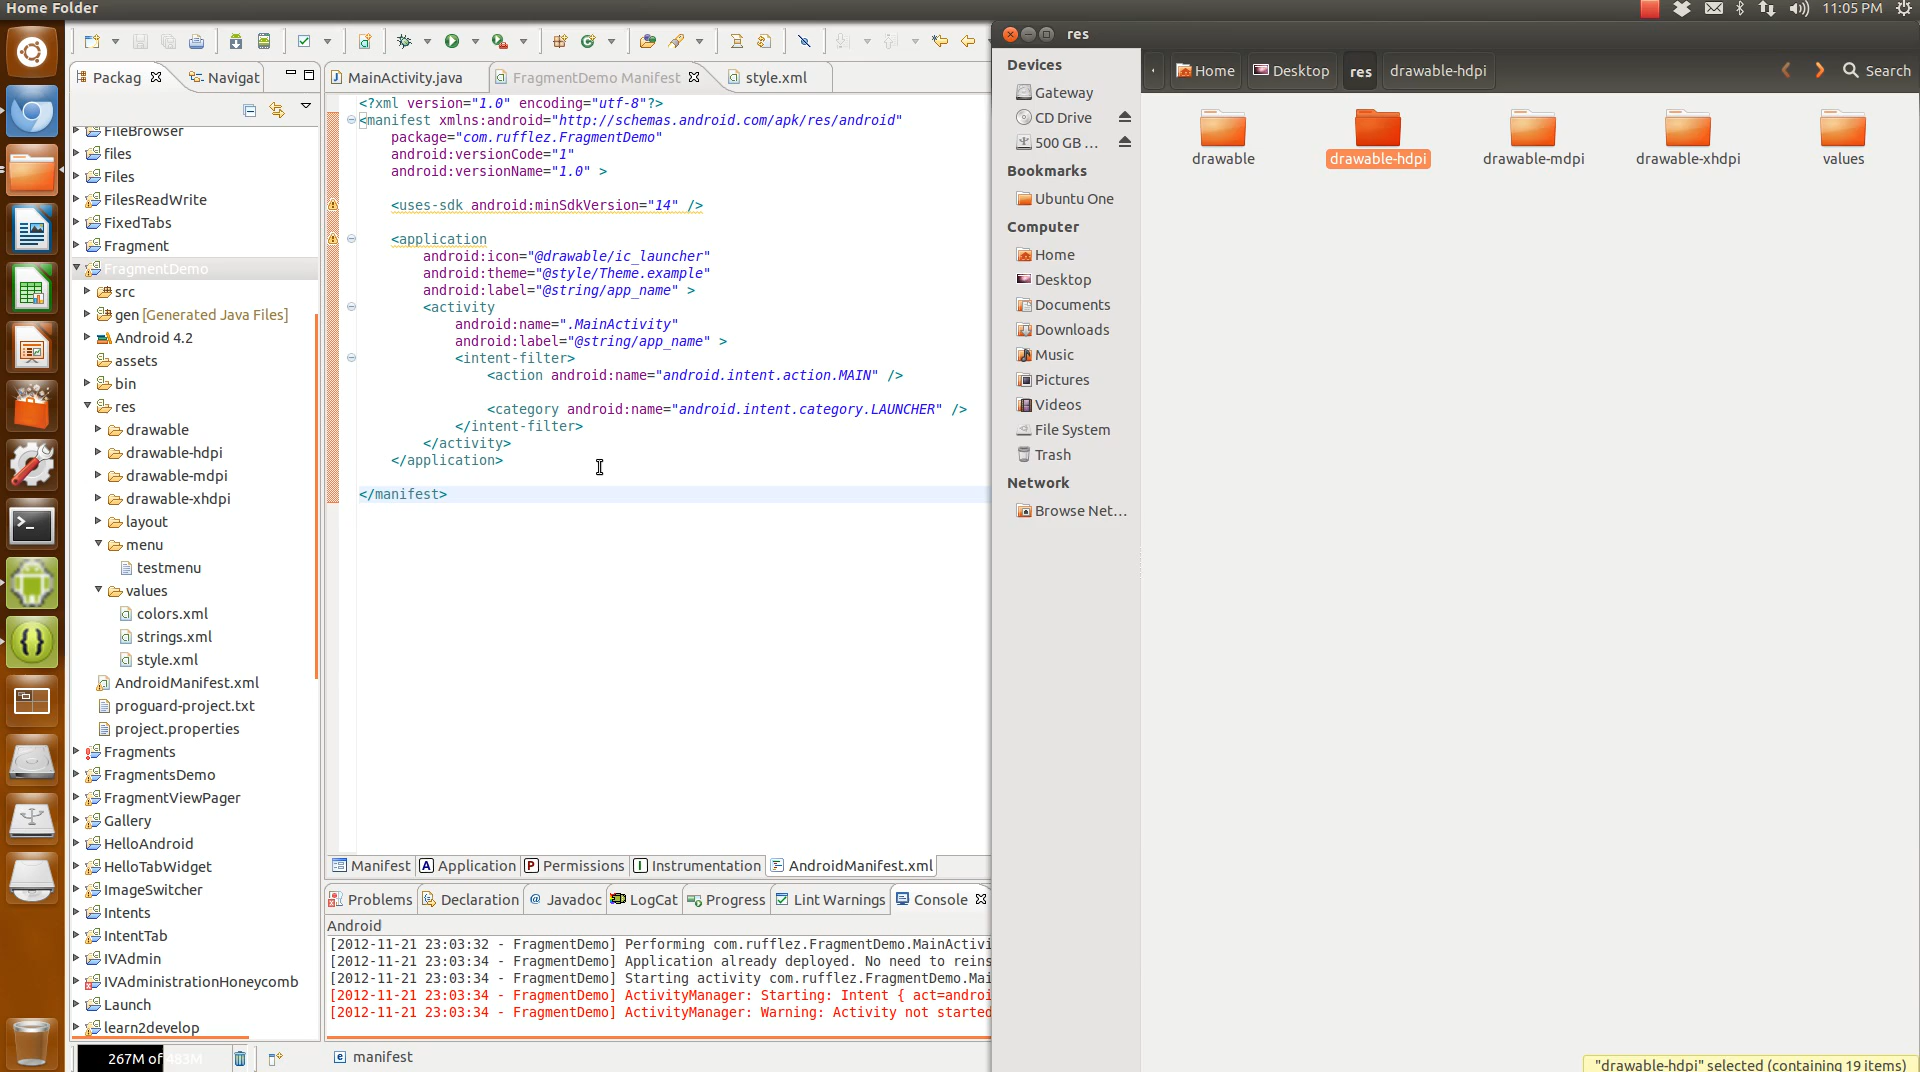 Home Folder
11:05 PM
Packag
Navigat
FileBrowser
files
Files
FilesReadWrite
FixedTabs
Fragment
FragmentDemo
src
gen [Generated Java Files]
Android 4.2
assets
bin
res
drawable
drawable-hdpi
drawable-mdpi
drawable-xhdpi
layout
menu
testmenu
values
colors.xml
strings.xml
style.xml
AndroidManifest.xml
proguard-project.txt
project.properties
Fragments
FragmentsDemo
FragmentViewPager
Gallery
HelloAndroid
HelloTabWidget
ImageSwitcher
Intents
IntentTab
IVAdmin
IVAdministrationHoneycomb
Launch
learn2develop
267M of 483M
MainActivity.java
FragmentDemo Manifest
style.xml
<?xml version="1.0" encoding="utf-8"?>
<manifest xmlns:android="http://schemas.android.com/apk/res/android"
package="com.rufflez.FragmentDemo"
android:versionCode="1"
android:versionName="1.0" >
<uses-sdk android:minSdkVersion="14" />
<application
android:icon="@drawable/ic_launcher"
android:theme="@style/Theme.example"
android:label="@string/app_name" >
<activity
android:name=".MainActivity"
android:label="@string/app_name" >
<intent-filter>
<action android:name="android.intent.action.MAIN" />
<category android:name="android.intent.category.LAUNCHER" />
</intent-filter>
</activity>
</application>
</manifest>
Manifest
Application
Permissions
Instrumentation
AndroidManifest.xml
Problems
Declaration
Javadoc
LogCat
Progress
Lint Warnings
Console
Android
[2012-11-21 23:03:32 - FragmentDemo] Performing com.rufflez.FragmentDemo.MainActivi
[2012-11-21 23:03:34 - FragmentDemo] Application already deployed. No need to reins
[2012-11-21 23:03:34 - FragmentDemo] Starting activity com.rufflez.FragmentDemo.Mai
[2012-11-21 23:03:34 - FragmentDemo] ActivityManager: Starting: Intent { act=androi
[2012-11-21 23:03:34 - FragmentDemo] ActivityManager: Warning: Activity not started
manifest
res
Devices
Gateway
CD Drive
500 GB ...
Bookmarks
Ubuntu One
Computer
Home
Desktop
Documents
Downloads
Music
Pictures
Videos
File System
Trash
Network
Browse Net...
Home
Desktop
res
drawable-hdpi
Search
drawable
drawable-hdpi
drawable-mdpi
drawable-xhdpi
values
"drawable-hdpi" selected (containing 19 items)